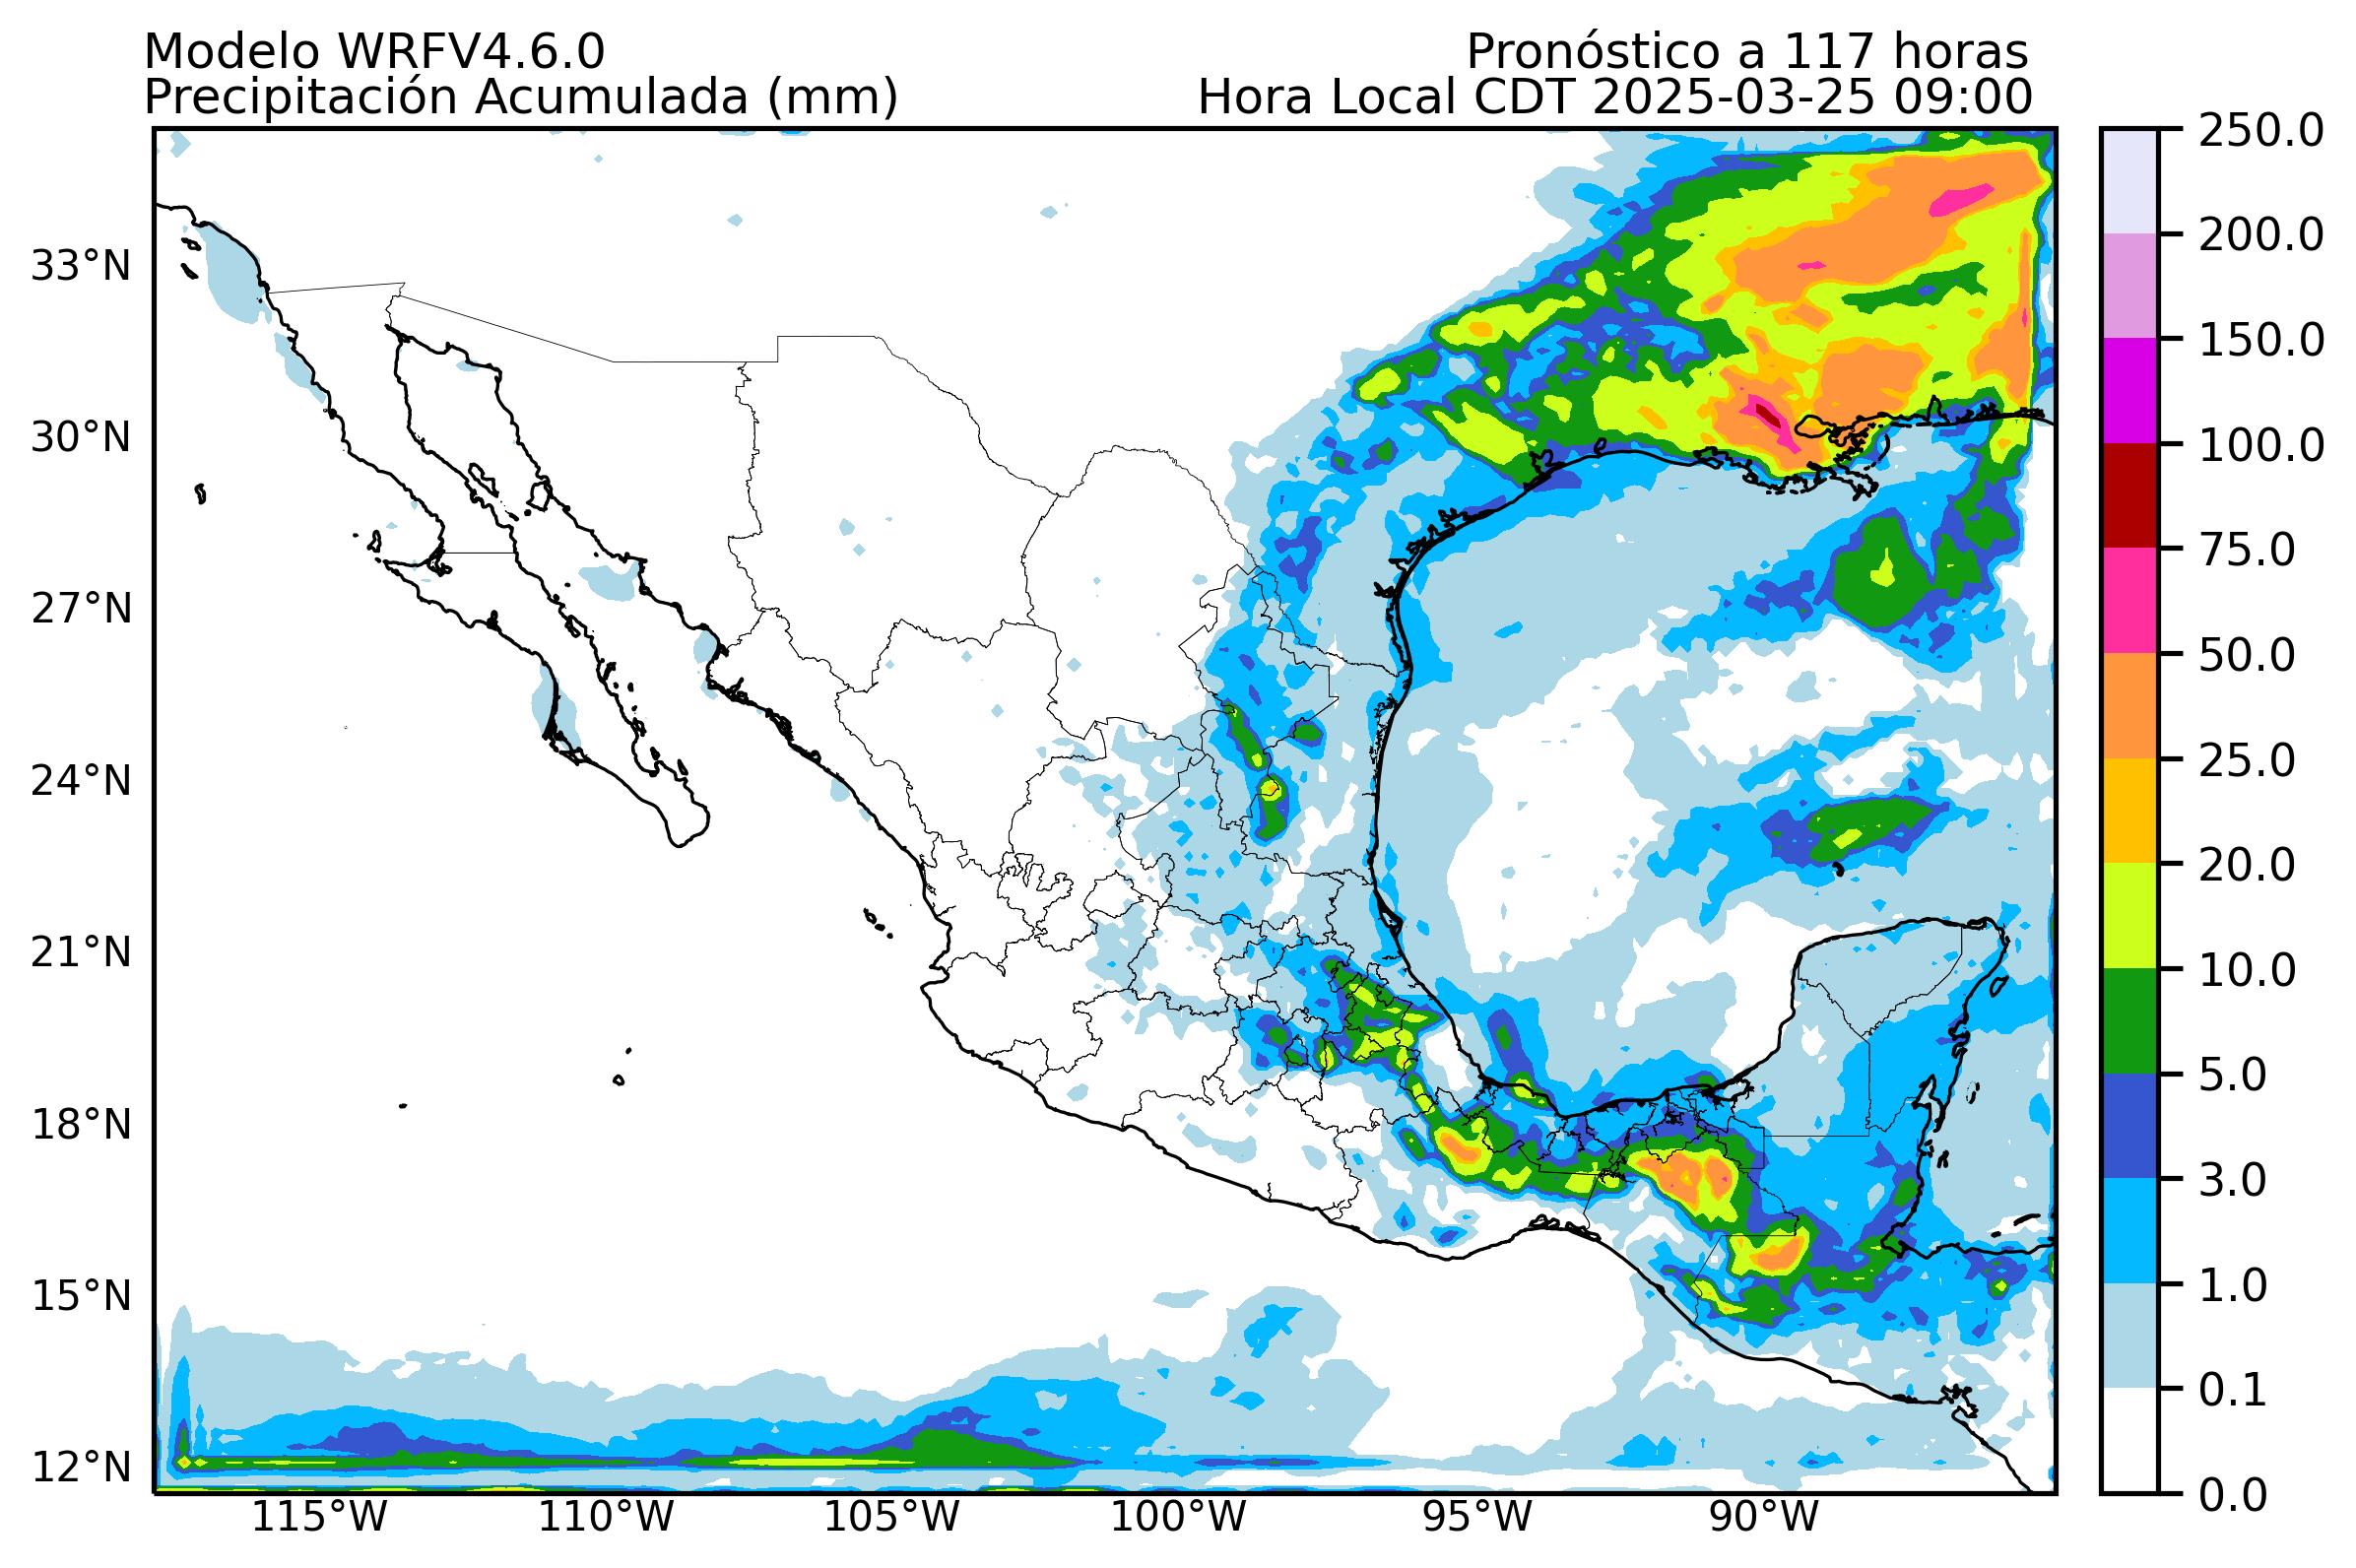 Modelo WRFV4.6.0
Pronóstico a 117 horas
Precipitación Acumulada (mm)
Hora Local CDT 2025-03-25 09:00
250.0
200.0
150.0
100.0
75.0
50.0
25.0
20.0
10.0
5.0
3.0
1.0
0.1
0.0
33°N
30°N
27°N
24°N
21°N
18°N
15°N
12°N
115°W
110°W
105°W
100°W
95°W
90°W